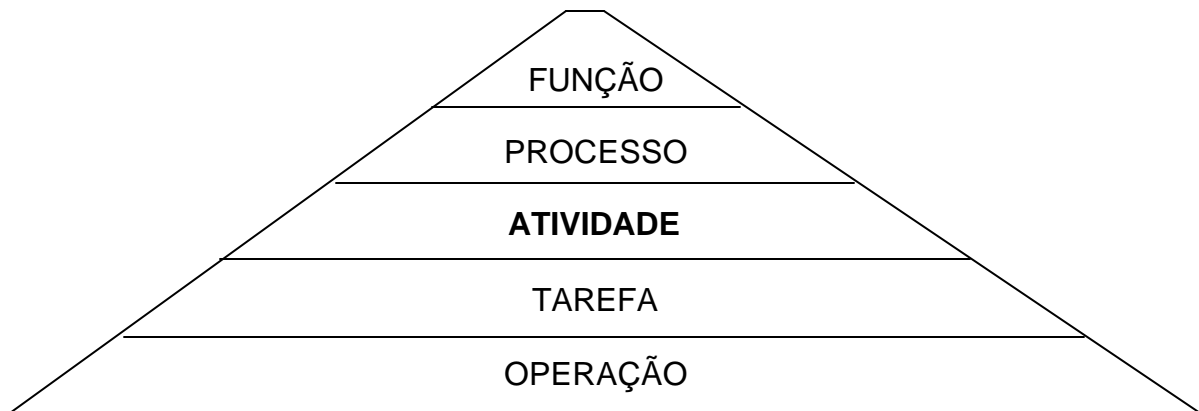 FUNÇÃO
PROCESSO
ATIVIDADE
TAREFA
OPERAÇÃO